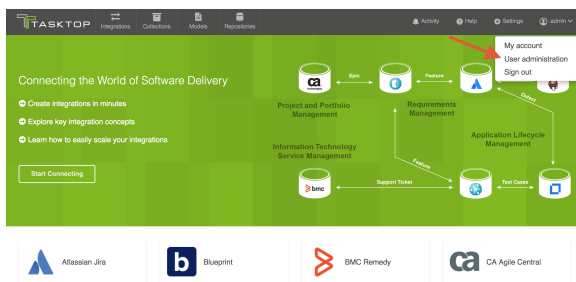 TASKTOP
Integrations
Collections
Models
Repositories
Activity
Help
Settings
admin
My account
User administration
Sign out
Connecting the World of Software Delivery
Create integrations in minutes
Explore key integration concepts
Learn how to easily scale your integrations
Start Connecting
ca
technologies
Epic
Feature
Defect
Project and Portfolio
Management
Requirements
Management
Application Lifecycle
Management
Information Technology
Service Management
Feature
bmc
Support Ticket
Test Cases
Atlassian Jira
b
Blueprint
BMC Remedy
ca
CA Agile Central